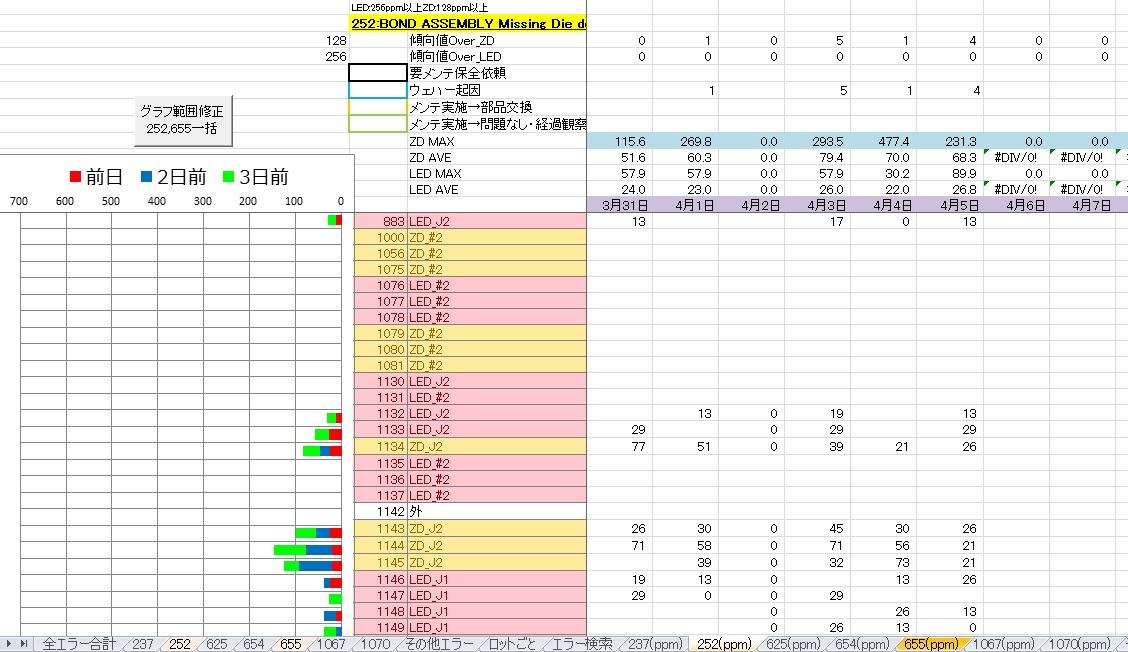 LED:256ppm以上ZD:128ppm以上
252:BOND ASSEMBLY Missing Die de
128 傾向値Over_ZD 0 1 0 5 1 4 0 0
256 傾向値Over_LED 0 0 0 0 0 0 0 0
要メンテ保全依頼
ウェハー起因 1 5 1 4
メンテ実施→部品交換
メンテ実施→問題なし・経過観察
グラフ範囲修正
252,655一括
ZD MAX 115.6 269.8 0.0 293.5 477.4 231.3 0.0 0.0
ZD AVE 51.6 60.3 0.0 79.4 70.0 68.3 #DIV/0! #DIV/0!
LED MAX 57.9 57.9 0.0 57.9 30.2 89.9 0.0 0.0
LED AVE 24.0 23.0 0.0 26.0 22.0 26.8 #DIV/0! #DIV/0!
前日 2日前 3日前
700 600 500 400 300 200 100 0
3月31日 4月1日 4月2日 4月3日 4月4日 4月5日 4月6日 4月7日
883 LED_J2 13 17 0 13
1000 ZD_#2
1056 ZD_#2
1075 ZD_#2
1076 LED_#2
1077 LED_#2
1078 LED_#2
1079 ZD_#2
1080 ZD_#2
1081 ZD_#2
1130 LED_J2
1131 LED_#2
1132 LED_J2 13 0 19 13
1133 LED_J2 29 0 29 29
1134 ZD_J2 77 51 0 39 21 26
1135 LED_#2
1136 LED_#2
1137 LED_#2
1142 外
1143 ZD_J2 26 30 0 45 30 26
1144 ZD_J2 71 58 0 71 56 21
1145 ZD_J2 39 0 32 73 21
1146 LED_J1 19 13 0 13 26
1147 LED_J1 29 0 0 29
1148 LED_J1 0 26 13
1149 LED_J1 0 26 13 0
全エラー合計 237 252 625 654 655 1067 1070 その他エラー ロットごと エラー検索 237(ppm) 252(ppm) 625(ppm) 654(ppm) 655(ppm) 1067(ppm) 1070(ppm)